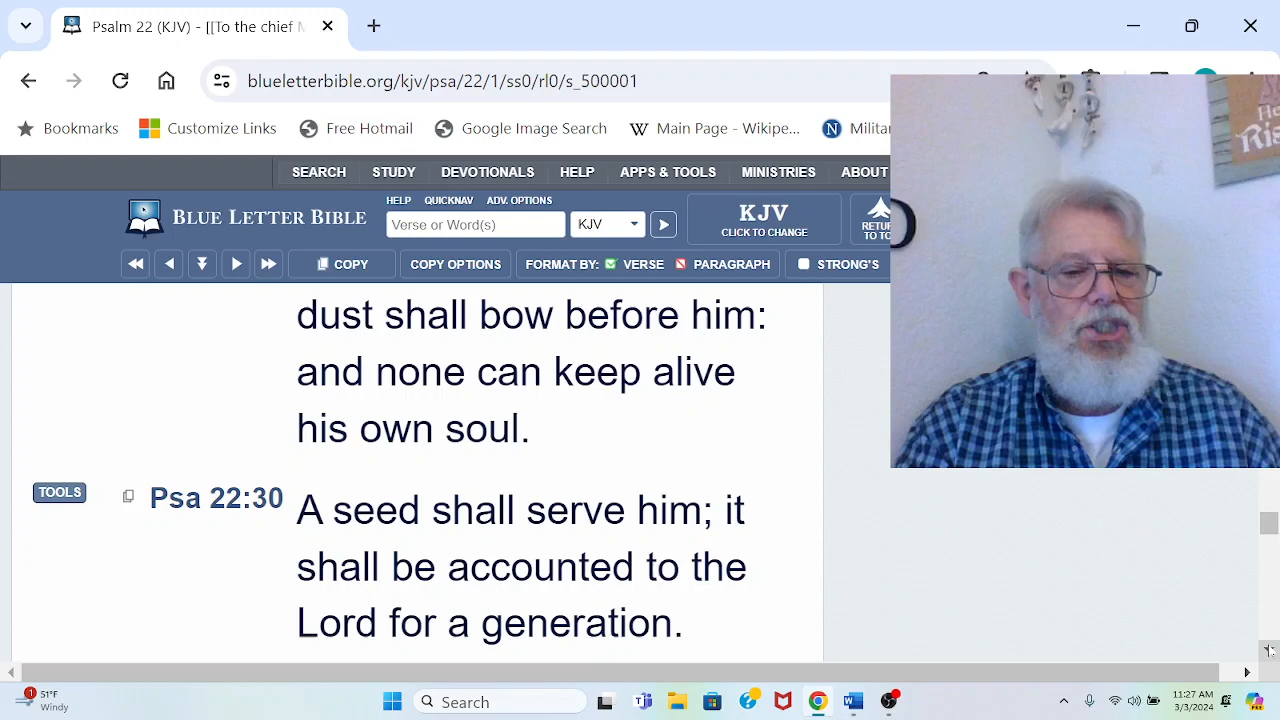 Psalm 22 (KJV) - [[To the chief M
blueletterbible.org/kjv/psa/22/1/ss0/rl0/s_500001
Bookmarks Customize Links Free Hotmail Google Image Search Main Page - Wikipe... Militar
SEARCH STUDY DEVOTIONALS HELP APPS & TOOLS MINISTRIES ABOUT
HELP QUICKNAV ADV. OPTIONS
BLUE LETTER BIBLE Verse or Word(s) KJV
KJV
CLICK TO CHANGE
RETU
TO TO
COPY COPY OPTIONS FORMAT BY: VERSE PARAGRAPH STRONG'S
dust shall bow before him:
and none can keep alive
his own soul.
TOOLS Psa 22:30 A seed shall serve him; it
shall be accounted to the
Lord for a generation.
1 51°F
Windy
Search
11:27 AM
3/3/2024